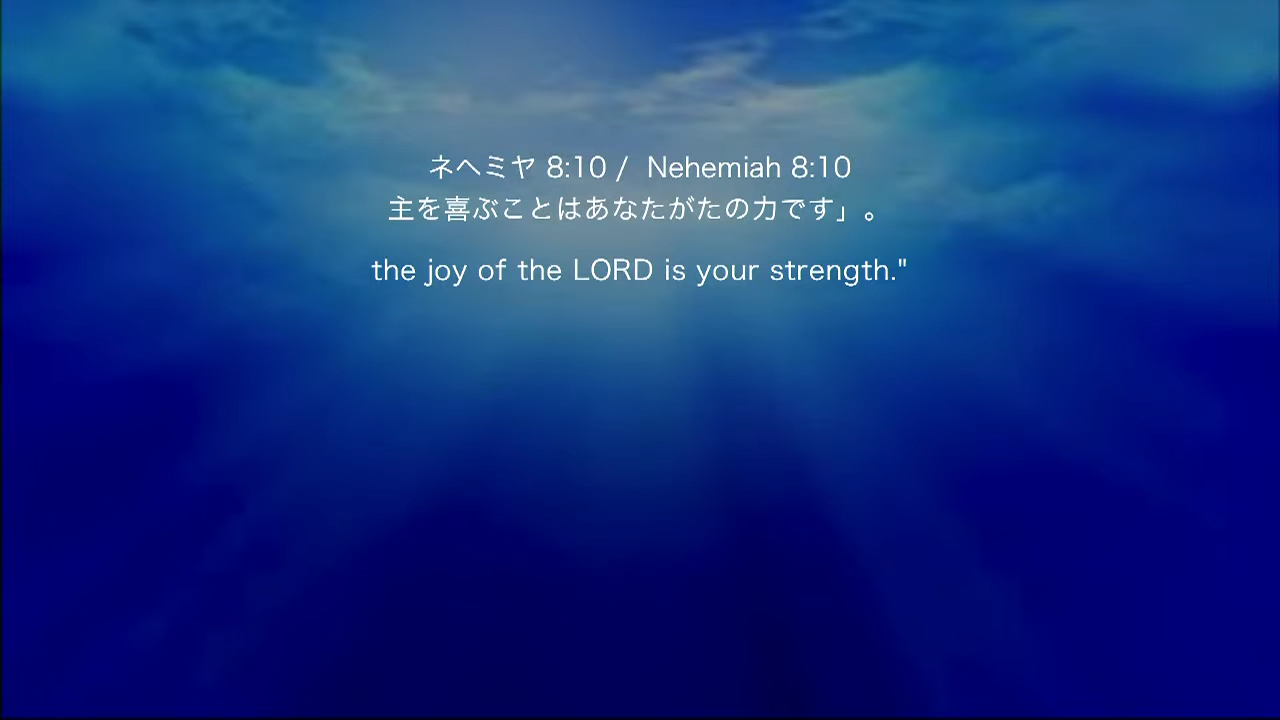 ネヘミヤ 8:10 /  Nehemiah 8:10
主を喜ぶことはあなたがたの力です」。
the joy of the LORD is your strength."